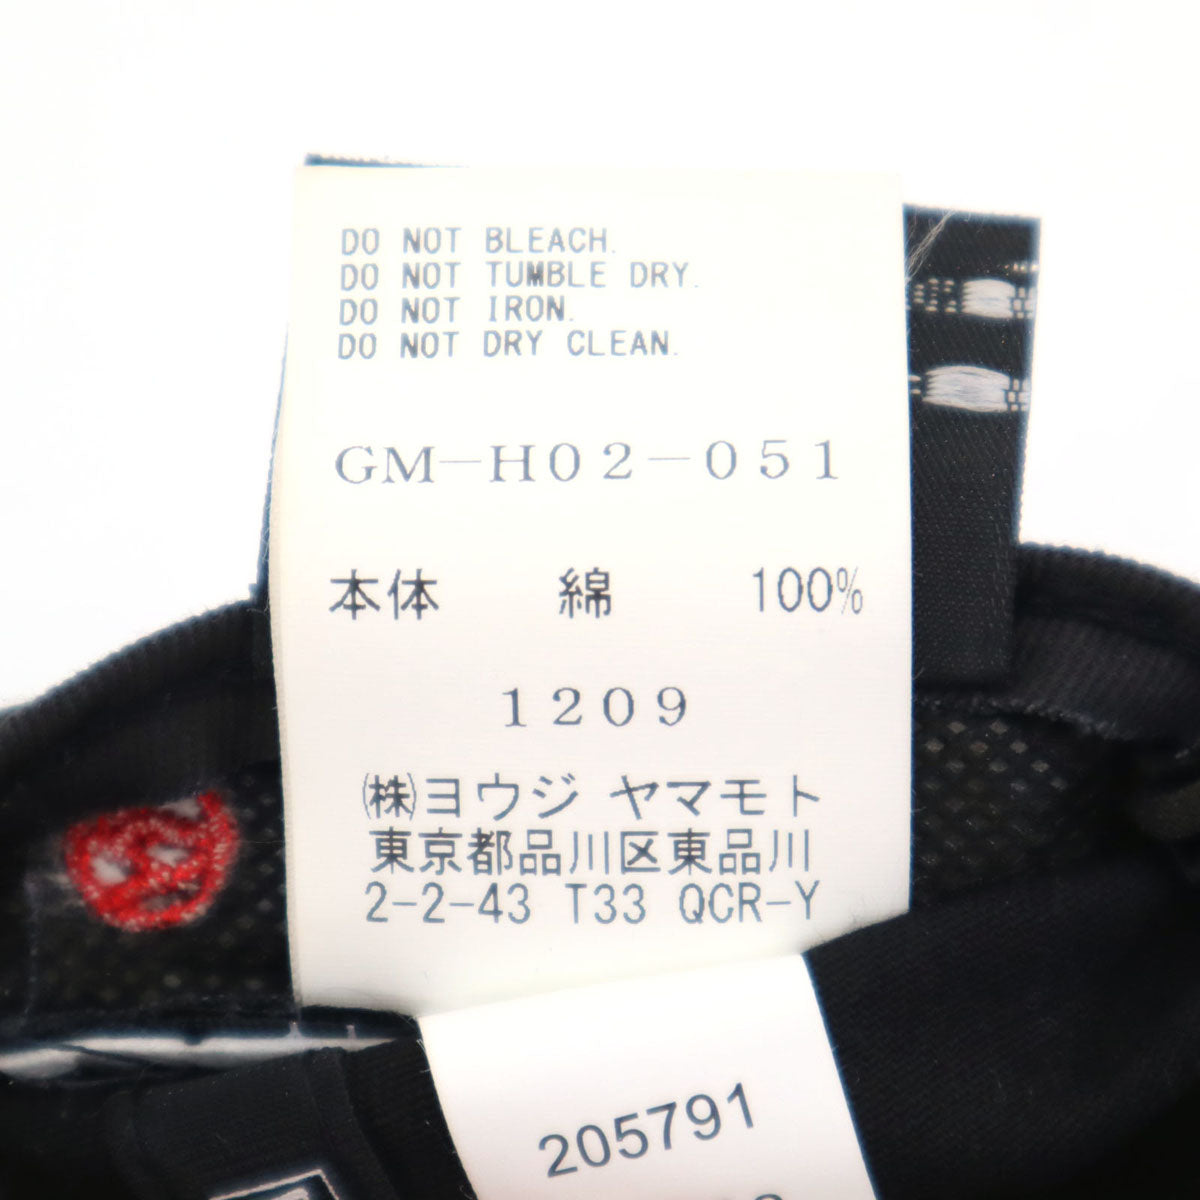 DO NOT BLEACH.
DO NOT TUMBLE DRY.
DO NOT IRON.
DO NOT DRY CLEAN.
GM-H02-051
本体 綿 100%
1209
㈱ヨウジ ヤマモト
東京都品川区東品川
2-2-43 T33 QCR-Y
205791